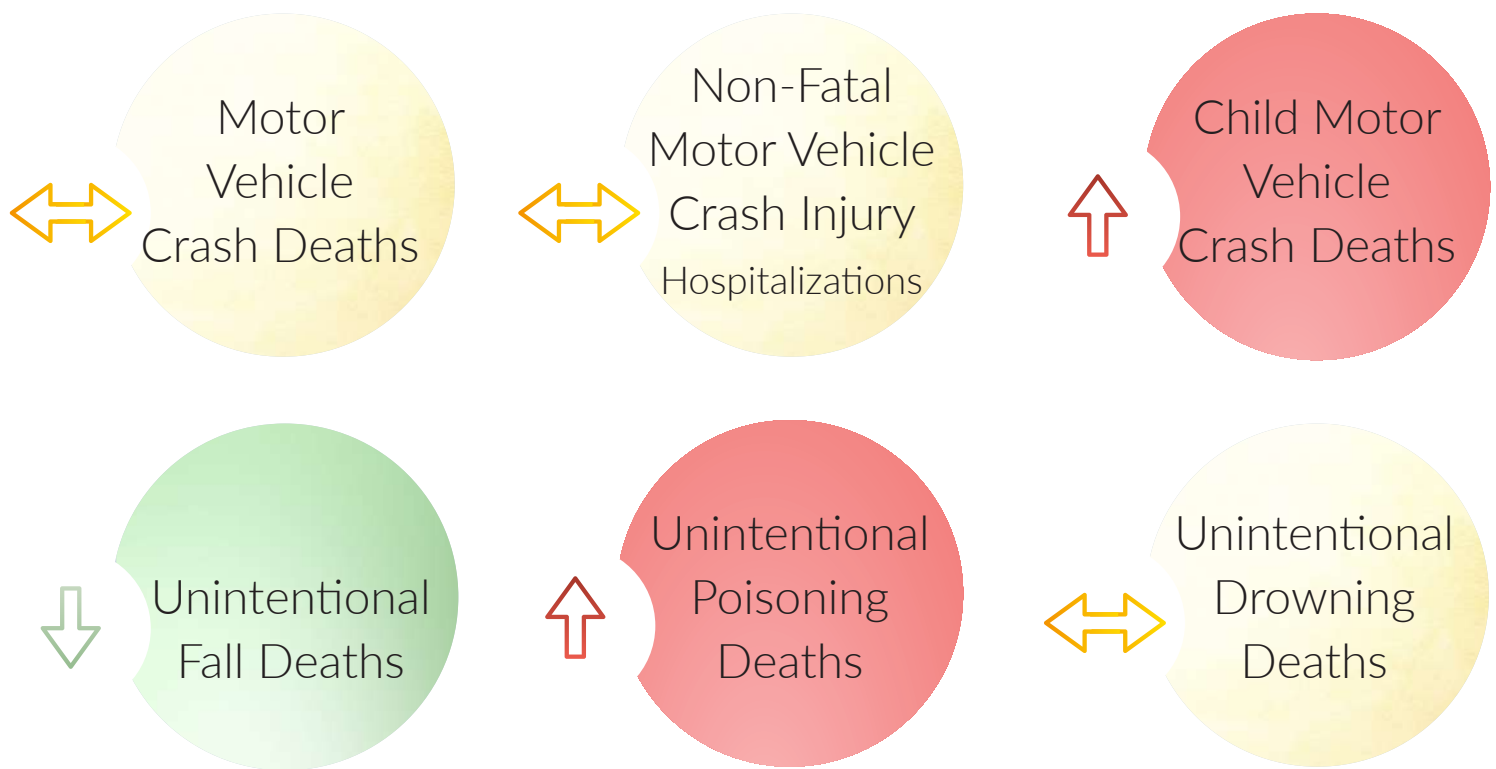 Motor
Vehicle
Crash Deaths
Non-Fatal
Motor Vehicle
Crash Injury
Hospitalizations
Child Motor
Vehicle
Crash Deaths
Unintentional
Fall Deaths
Unintentional
Poisoning
Deaths
Unintentional
Drowning
Deaths